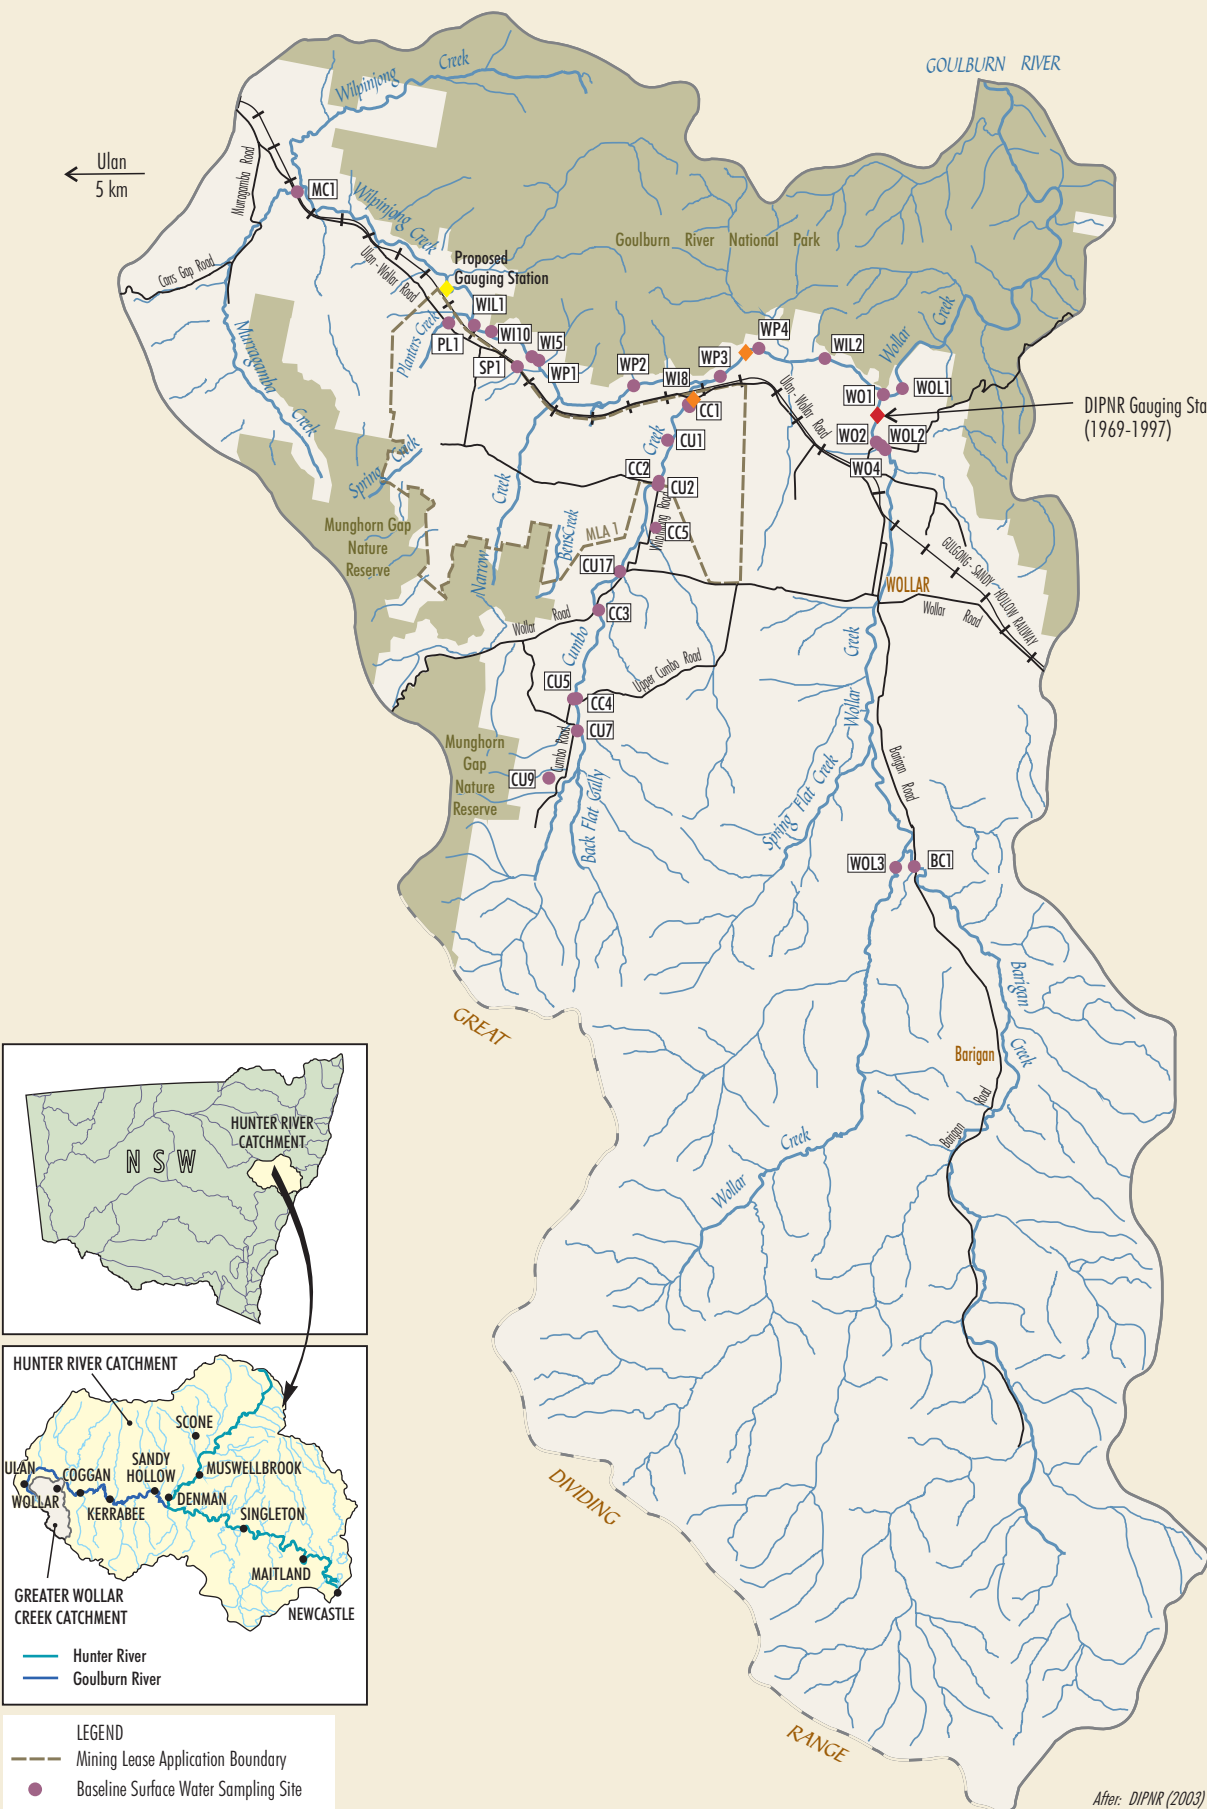 GOULBURN RIVER
Wilpinjong Creek
Ulan
5 km
Murragamba Road
MC1
Wilpinjong Creek
Goulburn River National Park
Carrs Gap Road
Ulan - Wollar Road
Proposed
Gauging Station
WIL1
WI10
WI5
PL1
Planters Creek
SP1
WP1
WP2
WI8
WP3
WP4
WIL2
Wollar Creek
WO1
WOL1
CC1
CU1
Creek
Ulan - Wollar Road
DIPNR Gauging Sta
(1969-1997)
WO2
WOL2
WO4
Murragamba Creek
Spring Creek
CC2
CU2
Munghorn Gap
Nature
Reserve
Narrow Creek
Bens Creek
MLA 1
Wilpinjong Road
CC5
CU17
GULGONG - SANDY HOLLOW RAILWAY
WOLLAR
Wollar Road
CC3
Wollar Road
Cumbo
Upper Cumbo Road
Wollar Creek
CU5
CC4
CU7
Munghorn
Gap
Nature
Reserve
CU9
Cumbo Road
Back Flat Gully
Spring Flat Creek
Barigan Road
WOL3
BC1
Barigan Creek
GREAT
Barigan
Barigan Road
Wollar Creek
DIVIDING
RANGE
HUNTER RIVER
CATCHMENT
N S W
HUNTER RIVER CATCHMENT
SCONE
SANDY
HOLLOW
MUSWELLBROOK
ULAN
COGGAN
WOLLAR
DENMAN
KERRABEE
SINGLETON
MAITLAND
NEWCASTLE
GREATER WOLLAR
CREEK CATCHMENT
Hunter River
Goulburn River
LEGEND
Mining Lease Application Boundary
Baseline Surface Water Sampling Site
After: DIPNR (2003)